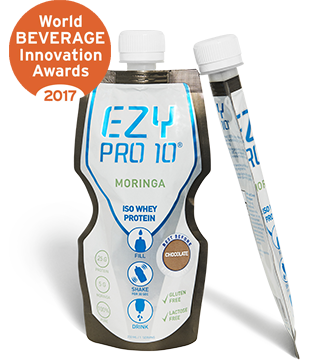 World
BEVERAGE
Innovation
Awards
2017
EZY
PRO 10®
MORINGA
ISO WHEY
PROTEIN
FILL
CHOCOLATE
SHAKE
DRINK
GLUTEN
FREE
LACTOSE
FREE